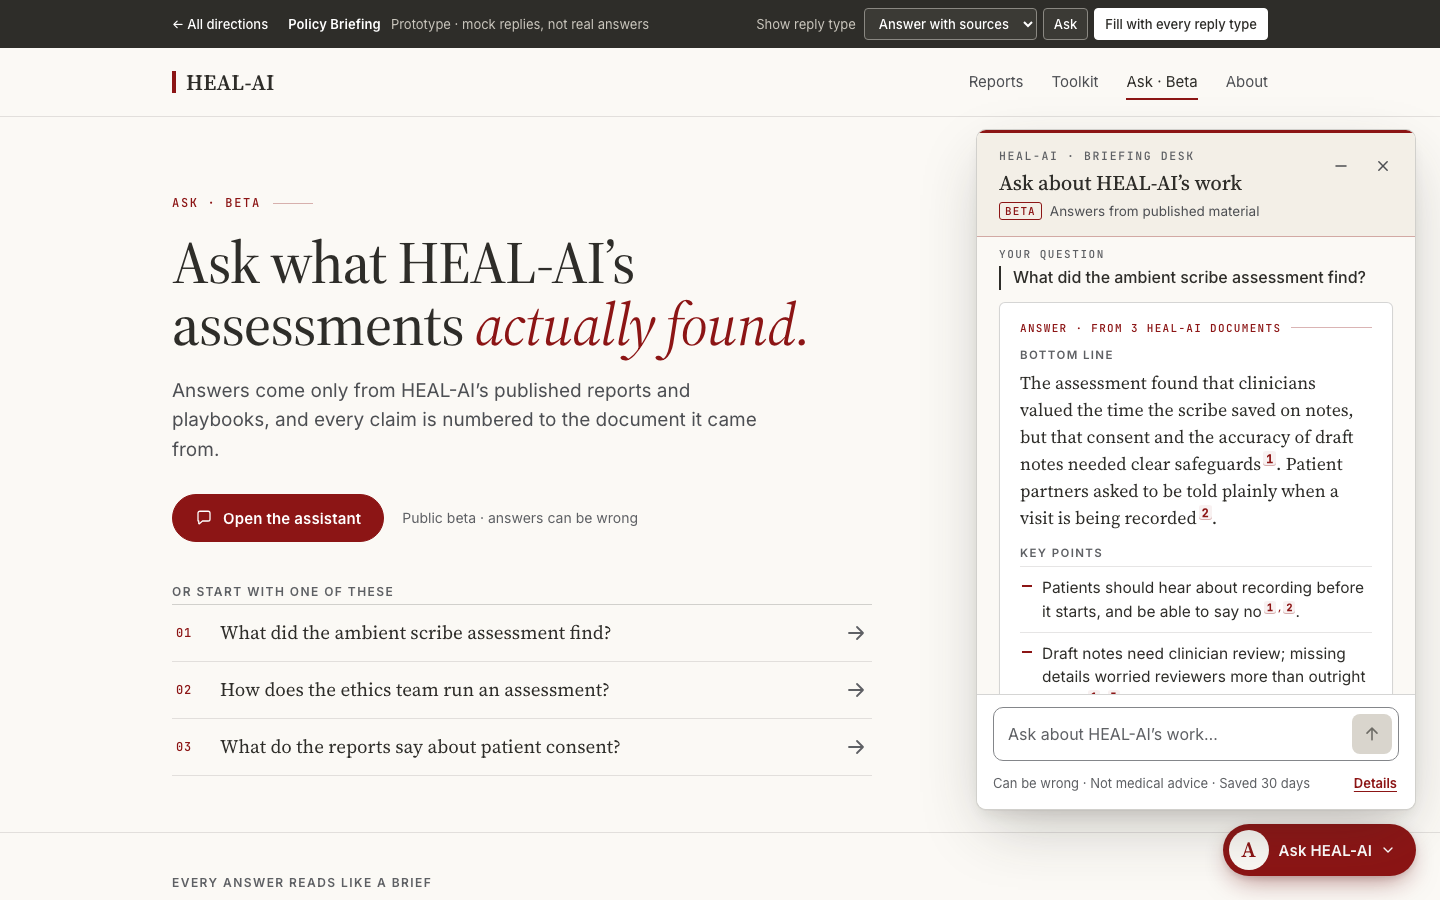 ← All directions Policy Briefing Prototype · mock replies, not real answers Show reply type Answer with sources Ask Fill with every reply type
HEAL-AI Reports Toolkit Ask · Beta About
ASK · BETA
Ask what HEAL-AI’s
assessments actually found.
Answers come only from HEAL-AI’s published reports and
playbooks, and every claim is numbered to the document it came
from.
Open the assistant Public beta · answers can be wrong
OR START WITH ONE OF THESE
01 What did the ambient scribe assessment find?
02 How does the ethics team run an assessment?
03 What do the reports say about patient consent?
EVERY ANSWER READS LIKE A BRIEF
HEAL-AI · BRIEFING DESK
Ask about HEAL-AI’s work
BETA Answers from published material
YOUR QUESTION
What did the ambient scribe assessment find?
ANSWER · FROM 3 HEAL-AI DOCUMENTS
BOTTOM LINE
The assessment found that clinicians
valued the time the scribe saved on notes,
but that consent and the accuracy of draft
notes needed clear safeguards 1. Patient
partners asked to be told plainly when a
visit is being recorded 2.
KEY POINTS
Patients should hear about recording before
it starts, and be able to say no 1, 2.
Draft notes need clinician review; missing
details worried reviewers more than outright
Ask about HEAL-AI’s work…
Can be wrong · Not medical advice · Saved 30 days Details
A Ask HEAL-AI